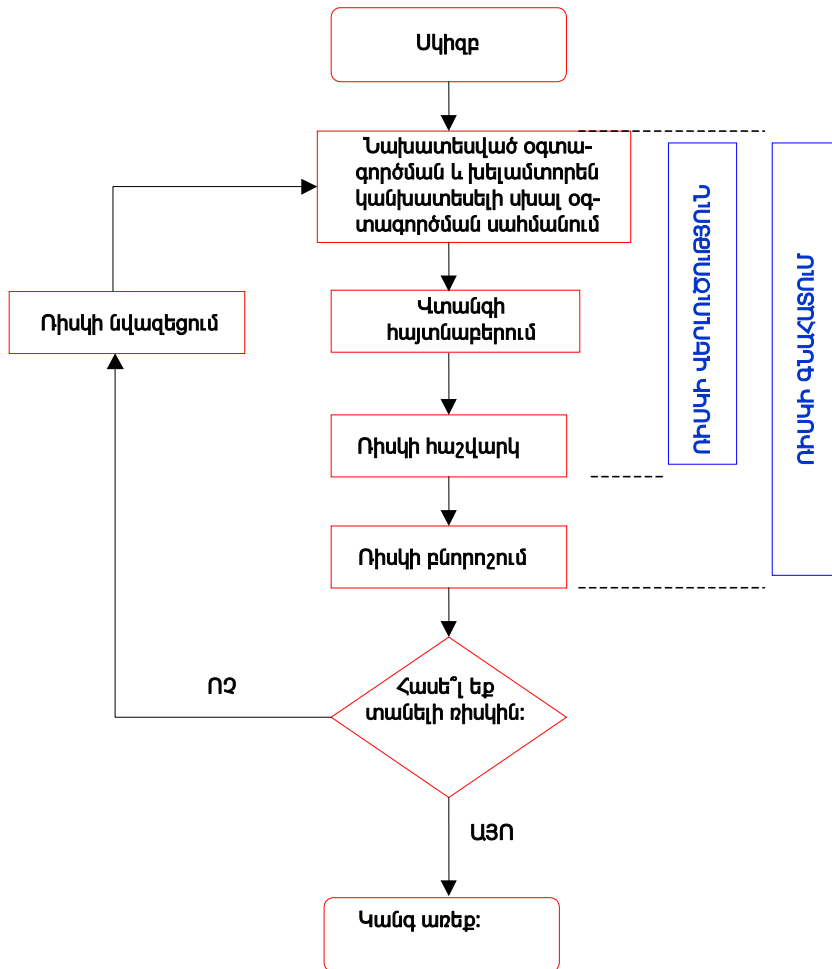 Սկիզբ
Նախատեսված օգտա-
գործման և խելամտորեն
կանխատեսելի սխալ օգ-
տագործման սահմանում
Վտանգի
հայտնաբերում
Ռիսկի նվազեցում
Ռիսկի հաշվարկ
Ռիսկի բնորոշում
ՌԻՍԿԻ ՎԵՐԼՈւԾՈւԹՅՈւՆ
ՌԻՍԿԻ ԳՆԱՀԱՏՈւՄ
Հասե՞լ եք
տանելի ռիսկին:
ՈՉ
ԱՅՈ
Կանգ առեք: